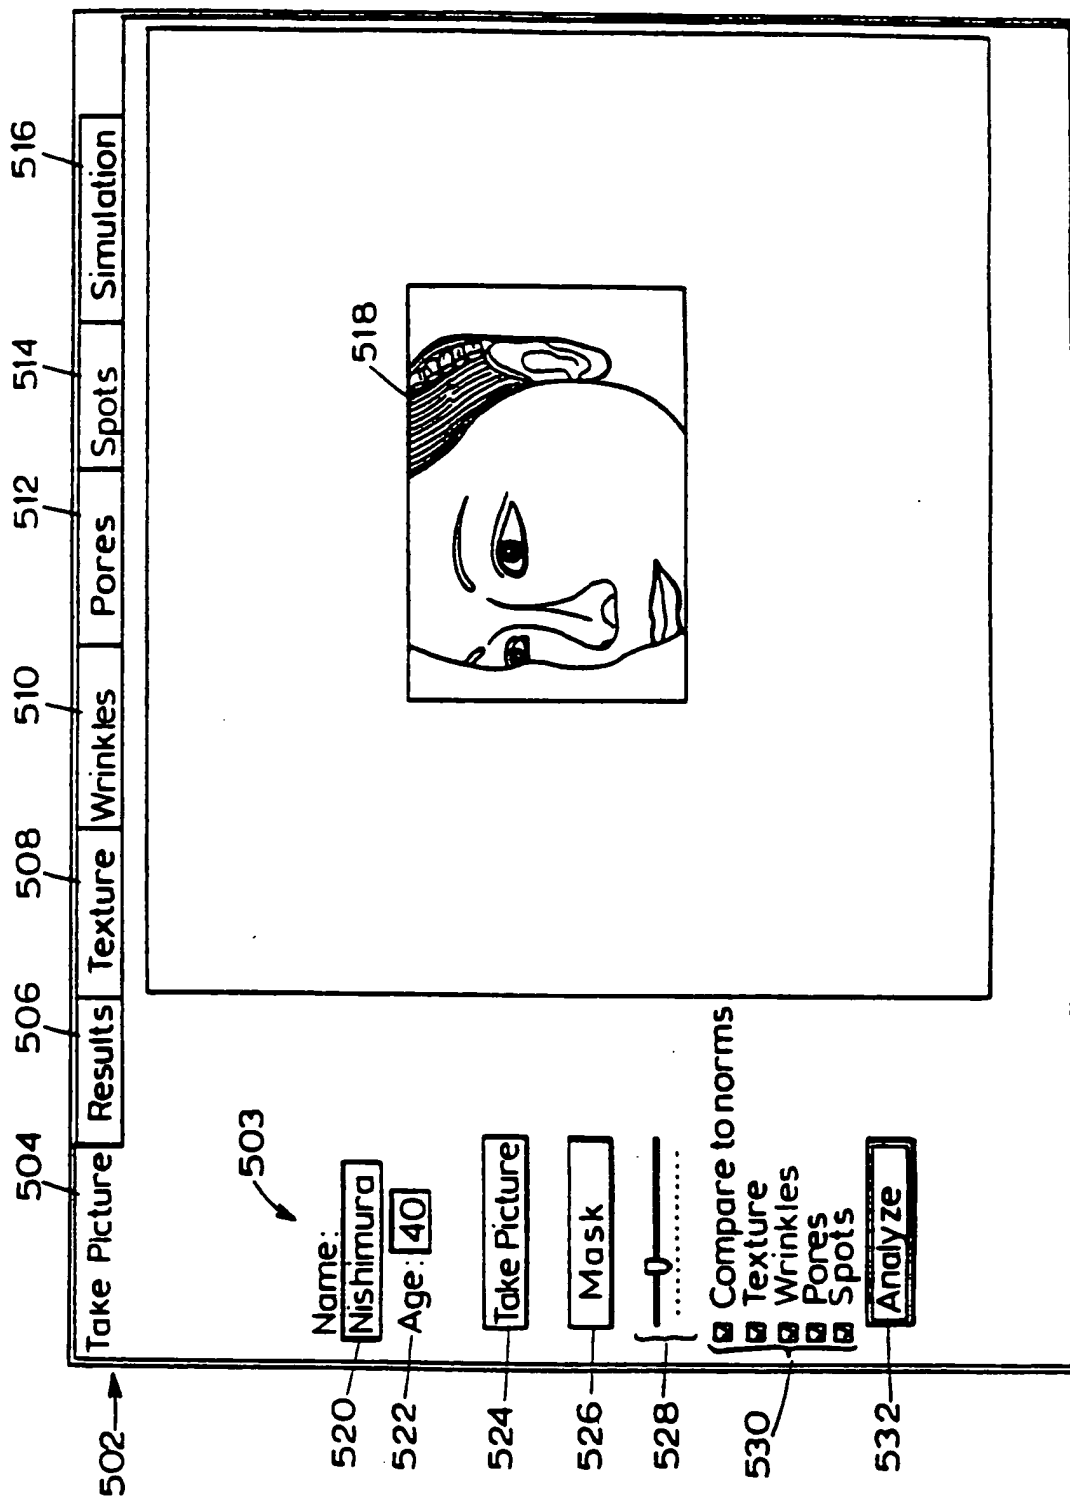 504 506 508 510 512 514 516
Take Picture Results Texture Wrinkles Pores Spots Simulation
502
503
518
Name:
520 Nishimura
522 Age: 40
524 Take Picture
526 Mask
528
530
Compare to norms
Texture
Wrinkles
Pores
Spots
532 Analyze